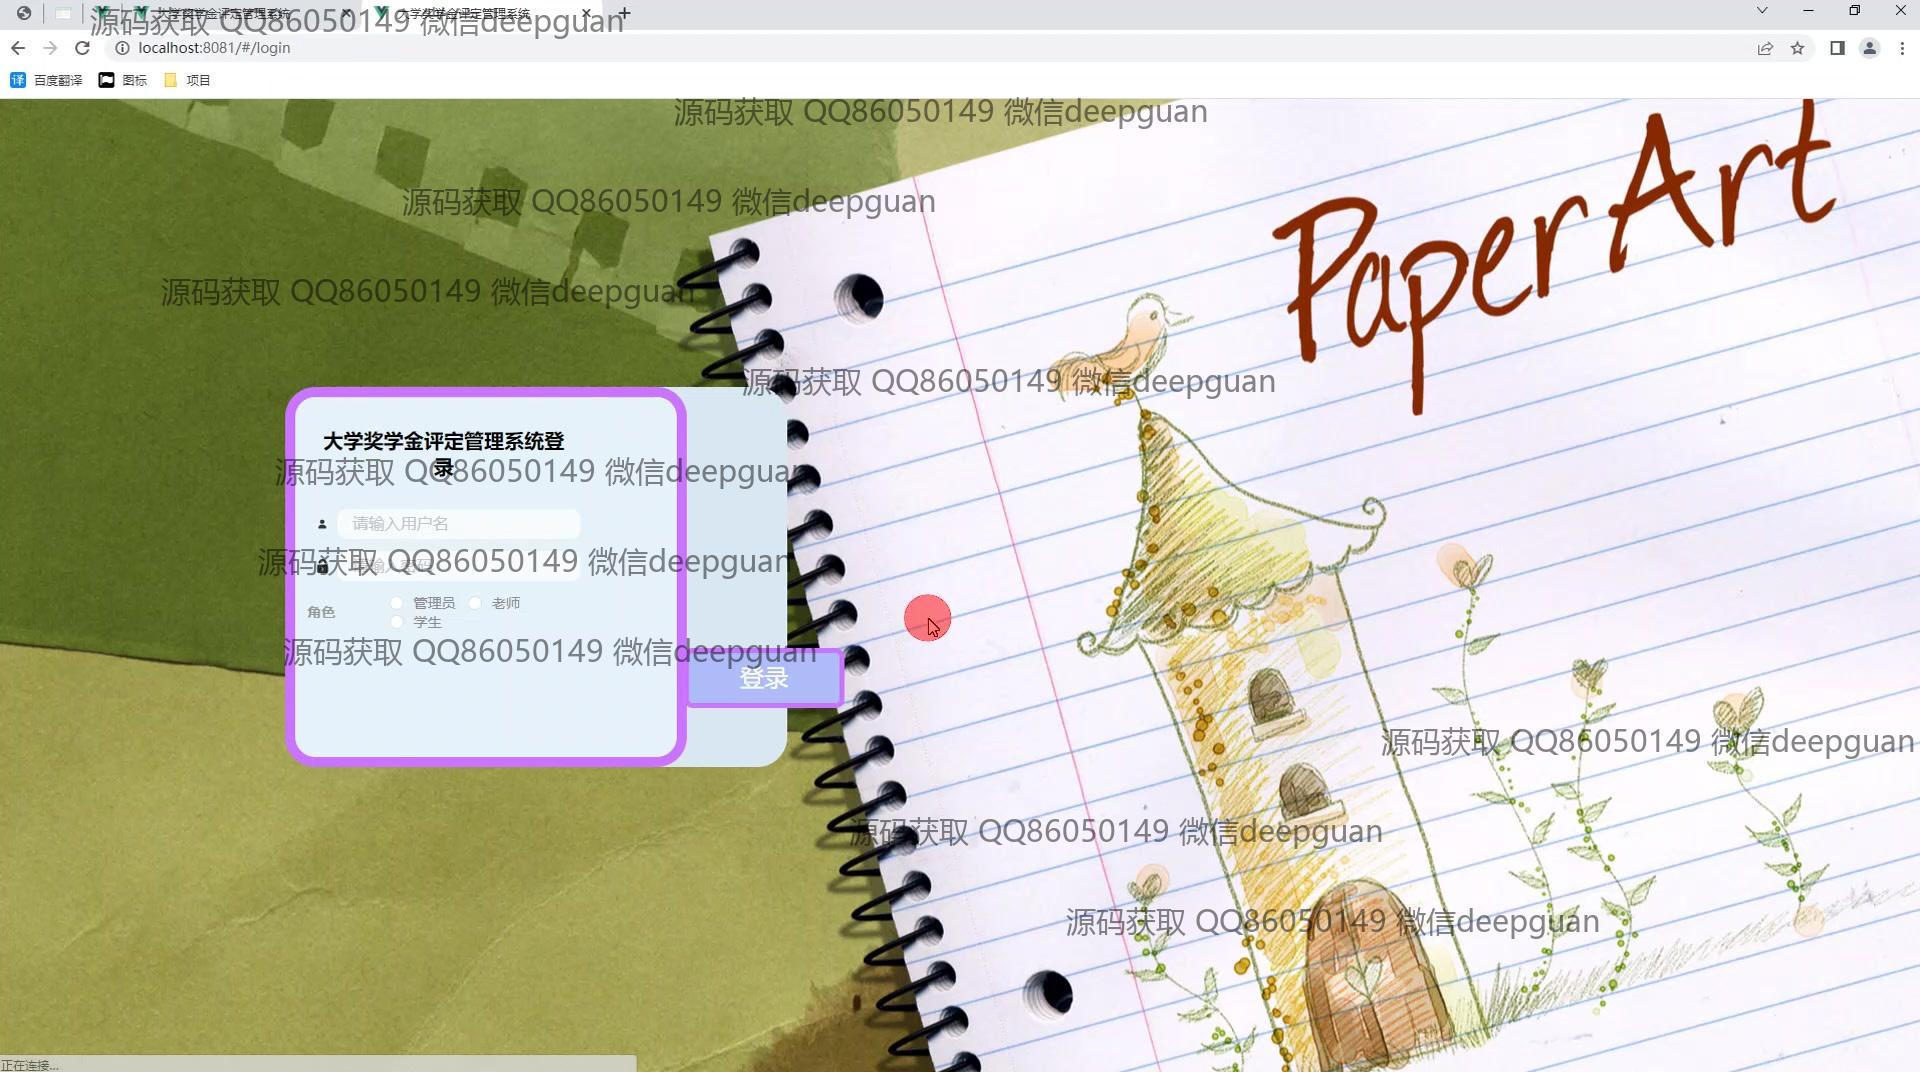 大学奖学金评定管理系统
大学奖学金评定管理系统
源码获取 QQ86050149 微信deepguan
localhost:8081/#/login
百度翻译
图标
项目
源码获取 QQ86050149 微信deepguan
PaperArt
源码获取 QQ86050149 微信deepguan
源码获取 QQ86050149 微信deepguan
源码获取 QQ86050149 微信deepguan
大学奖学金评定管理系统登
录
源码获取 QQ86050149 微信deepguan
请输入用户名
源码获取 QQ86050149 微信deepguan
角色
管理员
老师
学生
源码获取 QQ86050149 微信deepguan
登录
源码获取 QQ86050149 微信deepguan
源码获取 QQ86050149 微信deepguan
源码获取 QQ86050149 微信deepguan
正在连接...